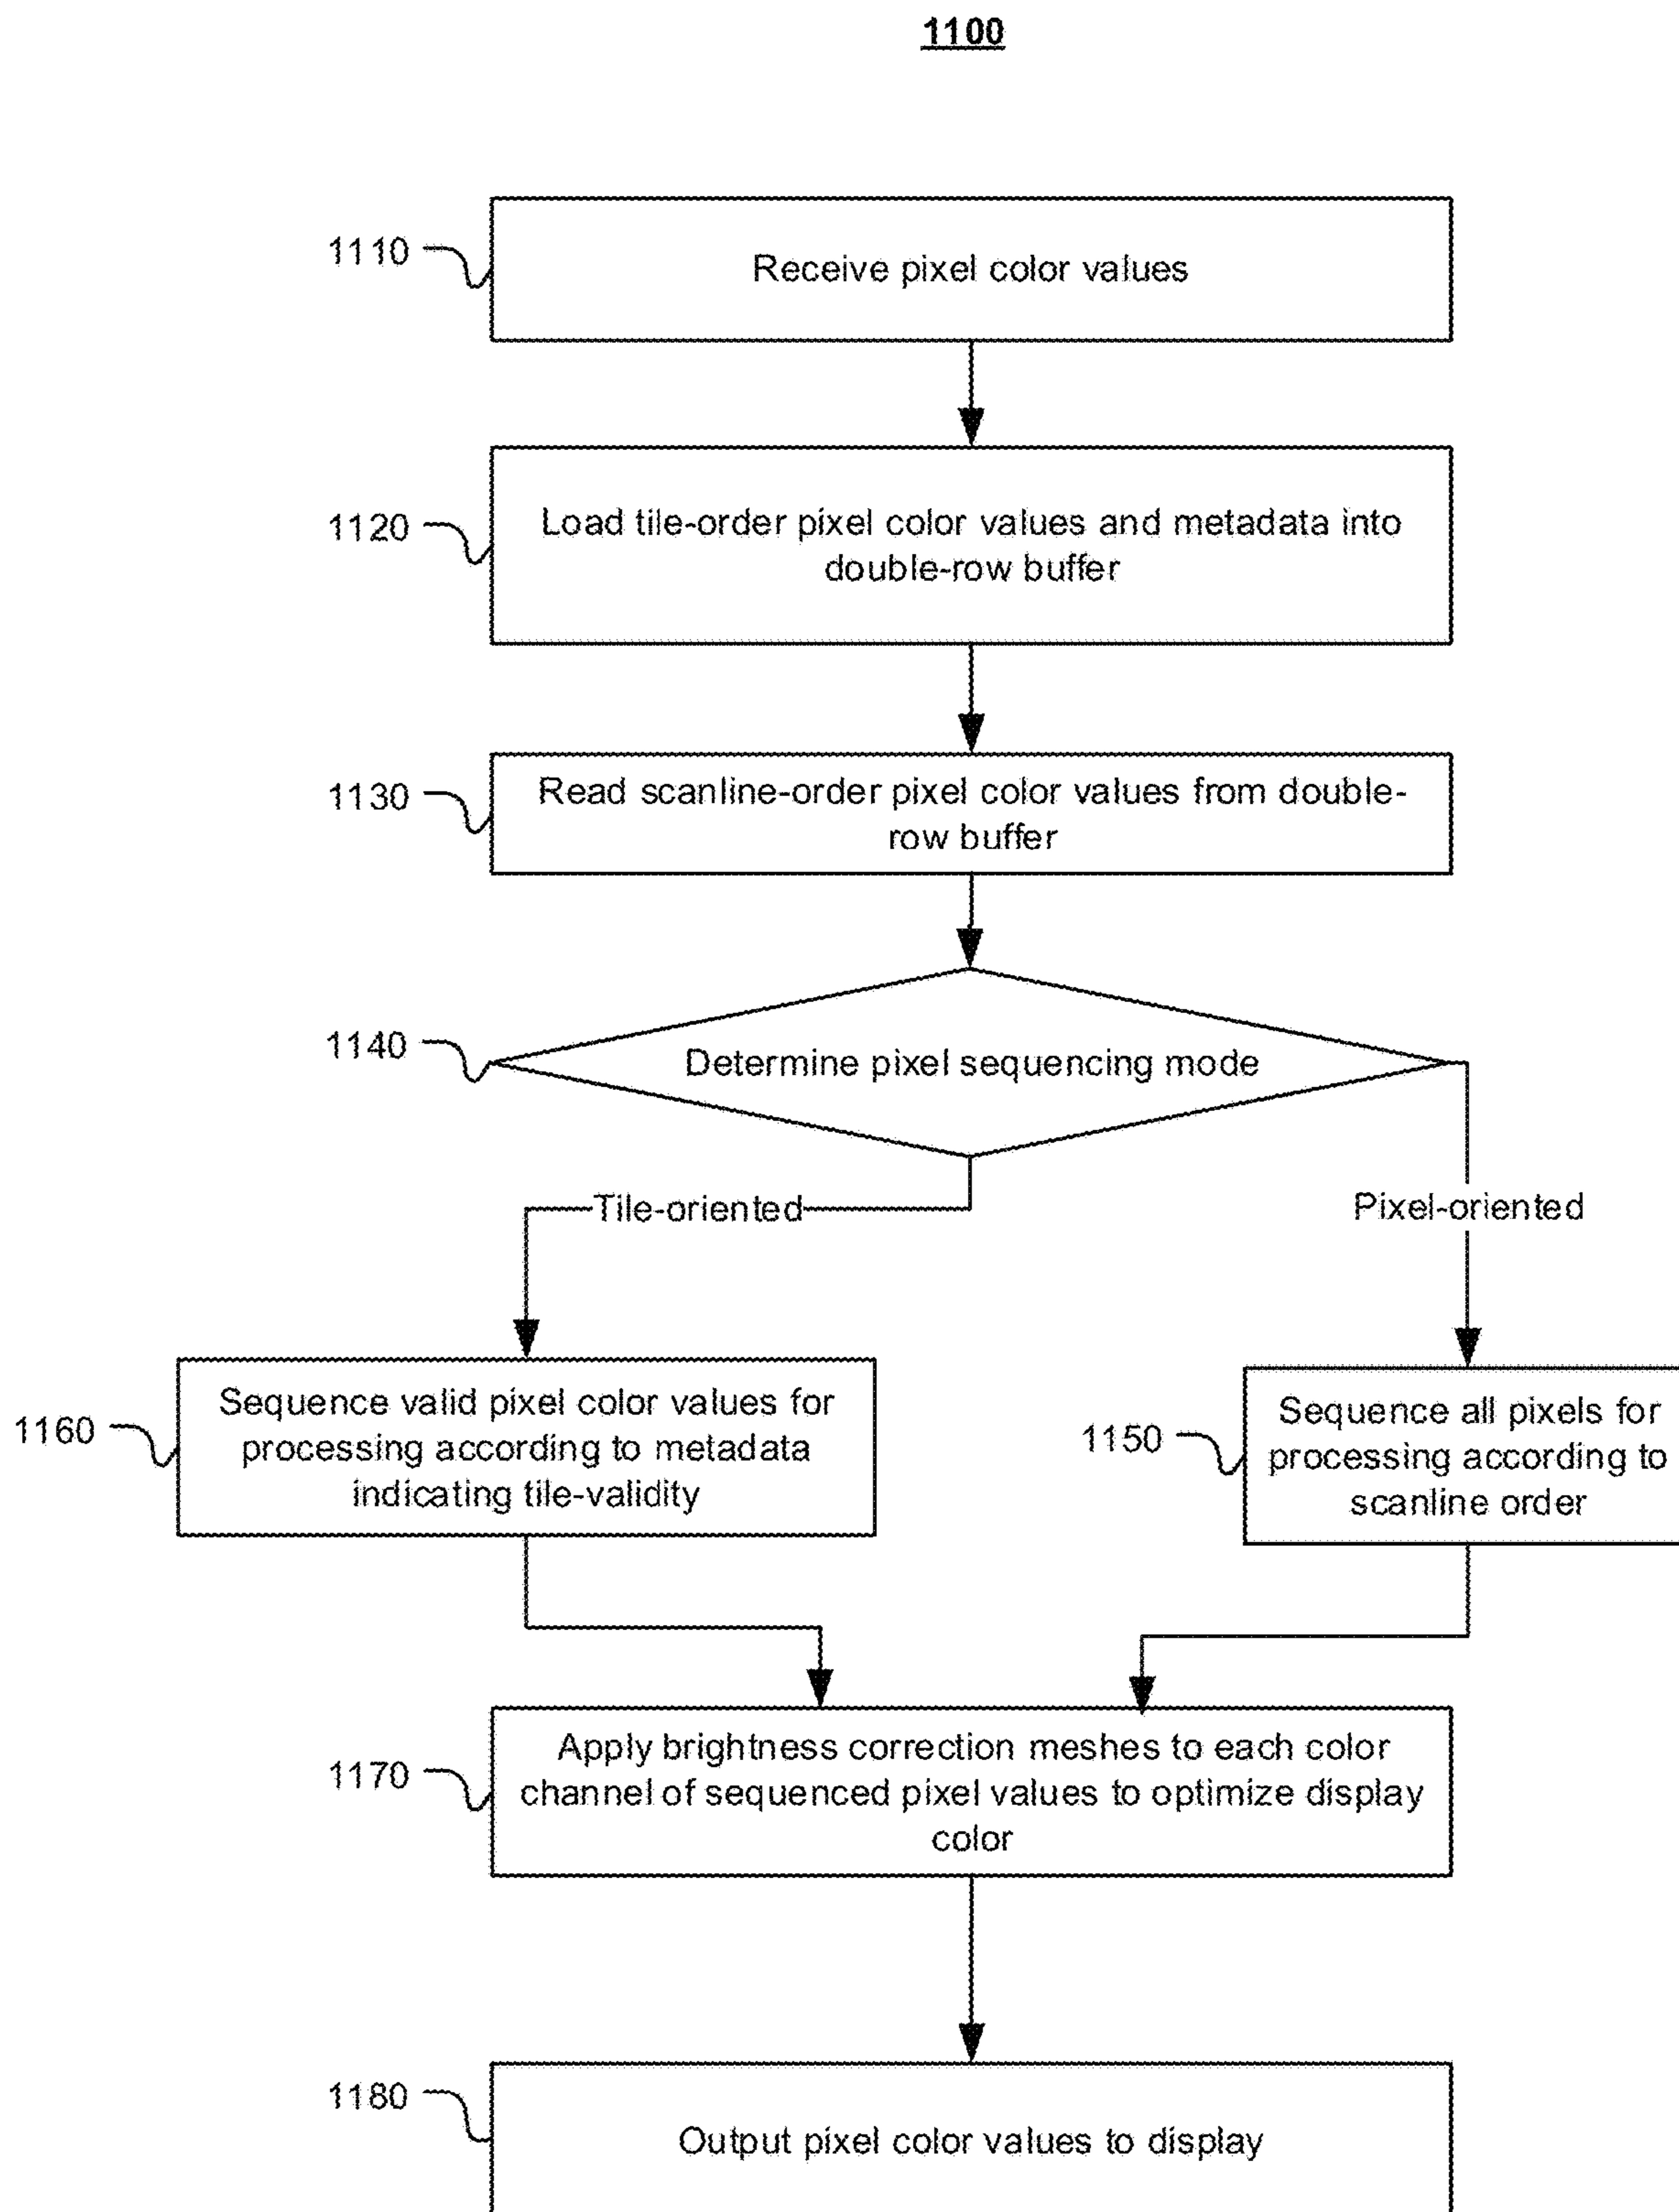 1100
1110
Receive pixel color values
1120
Load tile-order pixel color values and metadata into
double-row buffer
1130
Read scanline-order pixel color values from double-
row buffer
1140
Determine pixel sequencing mode
Tile-oriented
Pixel-oriented
1160
Sequence valid pixel color values for
processing according to metadata
indicating tile-validity
1150
Sequence all pixels for
processing according to
scanline order
1170
Apply brightness correction meshes to each color
channel of sequenced pixel values to optimize display
color
1180
Output pixel color values to display